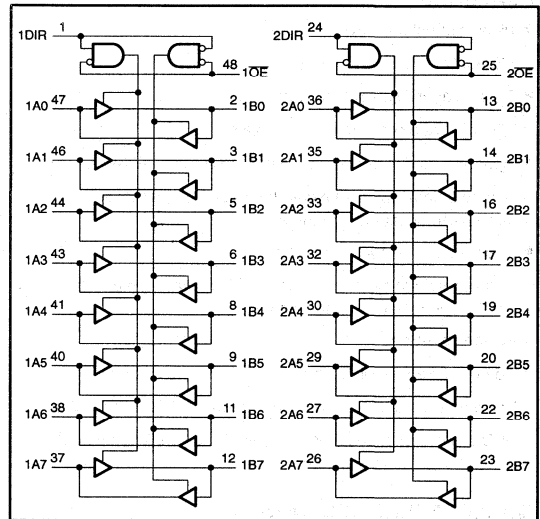 1DIR 1 2DIR 24
48 1O̅E̅ 25 2O̅E̅
1A0 47 2 1B0 2A0 36 13 2B0
1A1 46 3 1B1 2A1 35 14 2B1
1A2 44 5 1B2 2A2 33 16 2B2
1A3 43 6 1B3 2A3 32 17 2B3
1A4 41 8 1B4 2A4 30 19 2B4
1A5 40 9 1B5 2A5 29 20 2B5
1A6 38 11 1B6 2A6 27 22 2B6
1A7 37 12 1B7 2A7 26 23 2B7